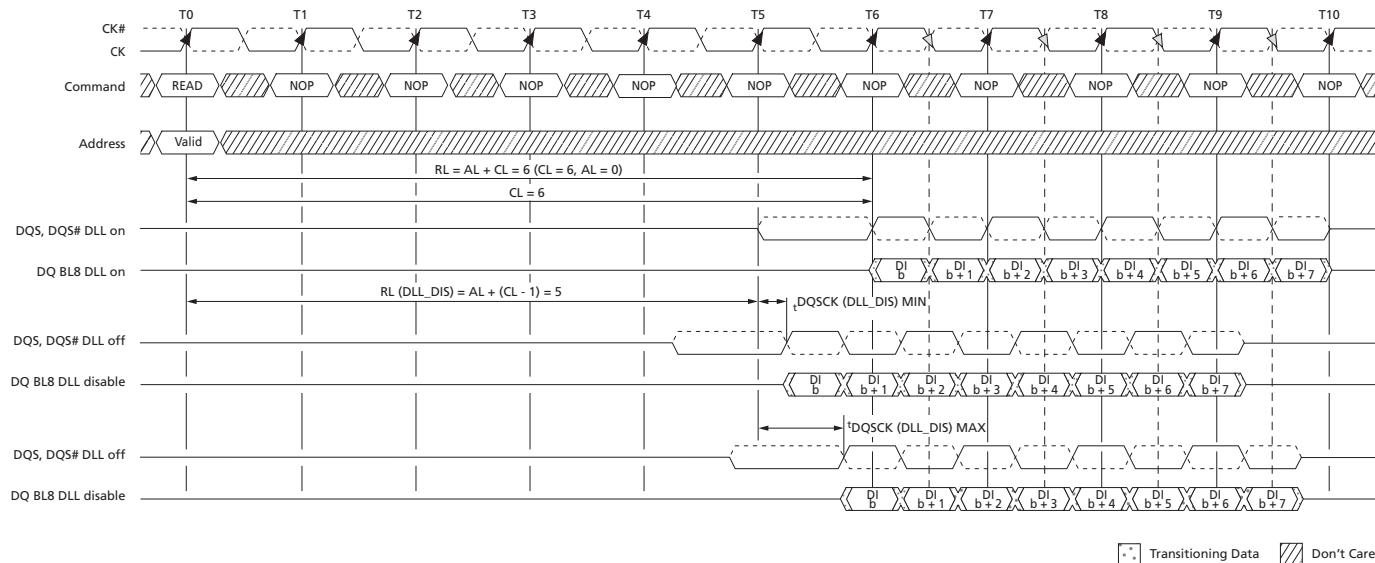 T0 T1 T2 T3 T4 T5 T6 T7 T8 T9 T10
CK#
CK
Command READ NOP NOP NOP NOP NOP NOP NOP NOP NOP NOP
Address Valid
RL = AL + CL = 6 (CL = 6, AL = 0)
CL = 6
DQS, DQS# DLL on
DQ BL8 DLL on DI b DI b + 1 DI b + 2 DI b + 3 DI b + 4 DI b + 5 DI b + 6 DI b + 7
RL (DLL_DIS) = AL + (CL - 1) = 5
tDQSCK (DLL_DIS) MIN
DQS, DQS# DLL off
DQ BL8 DLL disable DI b DI b + 1 DI b + 2 DI b + 3 DI b + 4 DI b + 5 DI b + 6 DI b + 7
tDQSCK (DLL_DIS) MAX
DQS, DQS# DLL off
DQ BL8 DLL disable DI b DI b + 1 DI b + 2 DI b + 3 DI b + 4 DI b + 5 DI b + 6 DI b + 7
Transitioning Data Don't Care